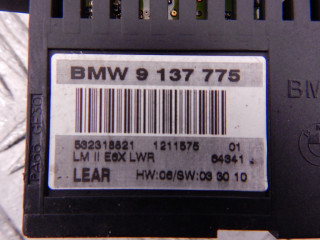 BMW 9 137 775
532318821 1211575 01
LM II E6X LWR 64341
LEAR HW:06/SW:03 30 10
BM